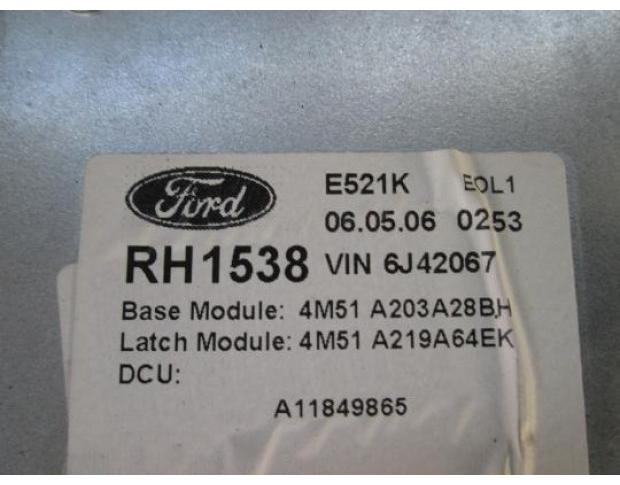 Ford
E521K EOL1
06.05.06 0253
RH1538 VIN 6J42067
Base Module: 4M51 A203A28BH
Latch Module: 4M51 A219A64EK
DCU:
A11849865